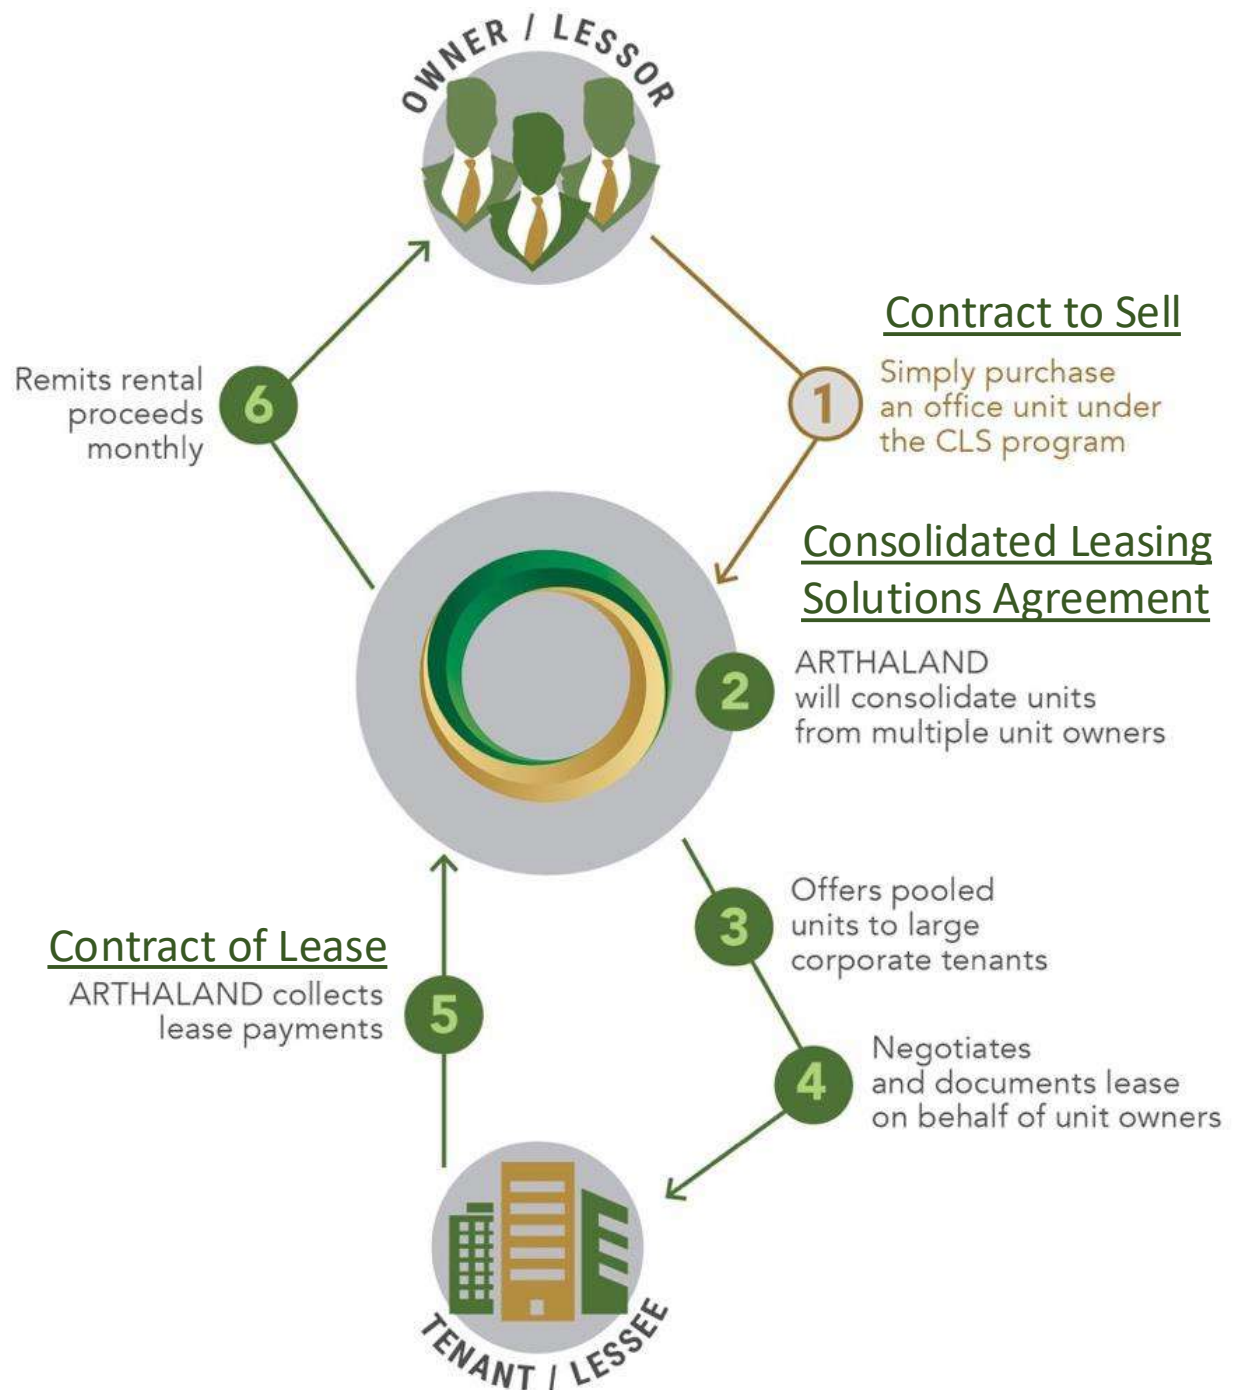 OWNER / LESSOR
Contract to Sell
1
Simply purchase
an office unit under
the CLS program
6
Remits rental
proceeds
monthly
Consolidated Leasing
Solutions Agreement
2
ARTHALAND
will consolidate units
from multiple unit owners
3
Offers pooled
units to large
corporate tenants
Contract of Lease
5
ARTHALAND collects
lease payments
4
Negotiates
and documents lease
on behalf of unit owners
TENANT / LESSEE